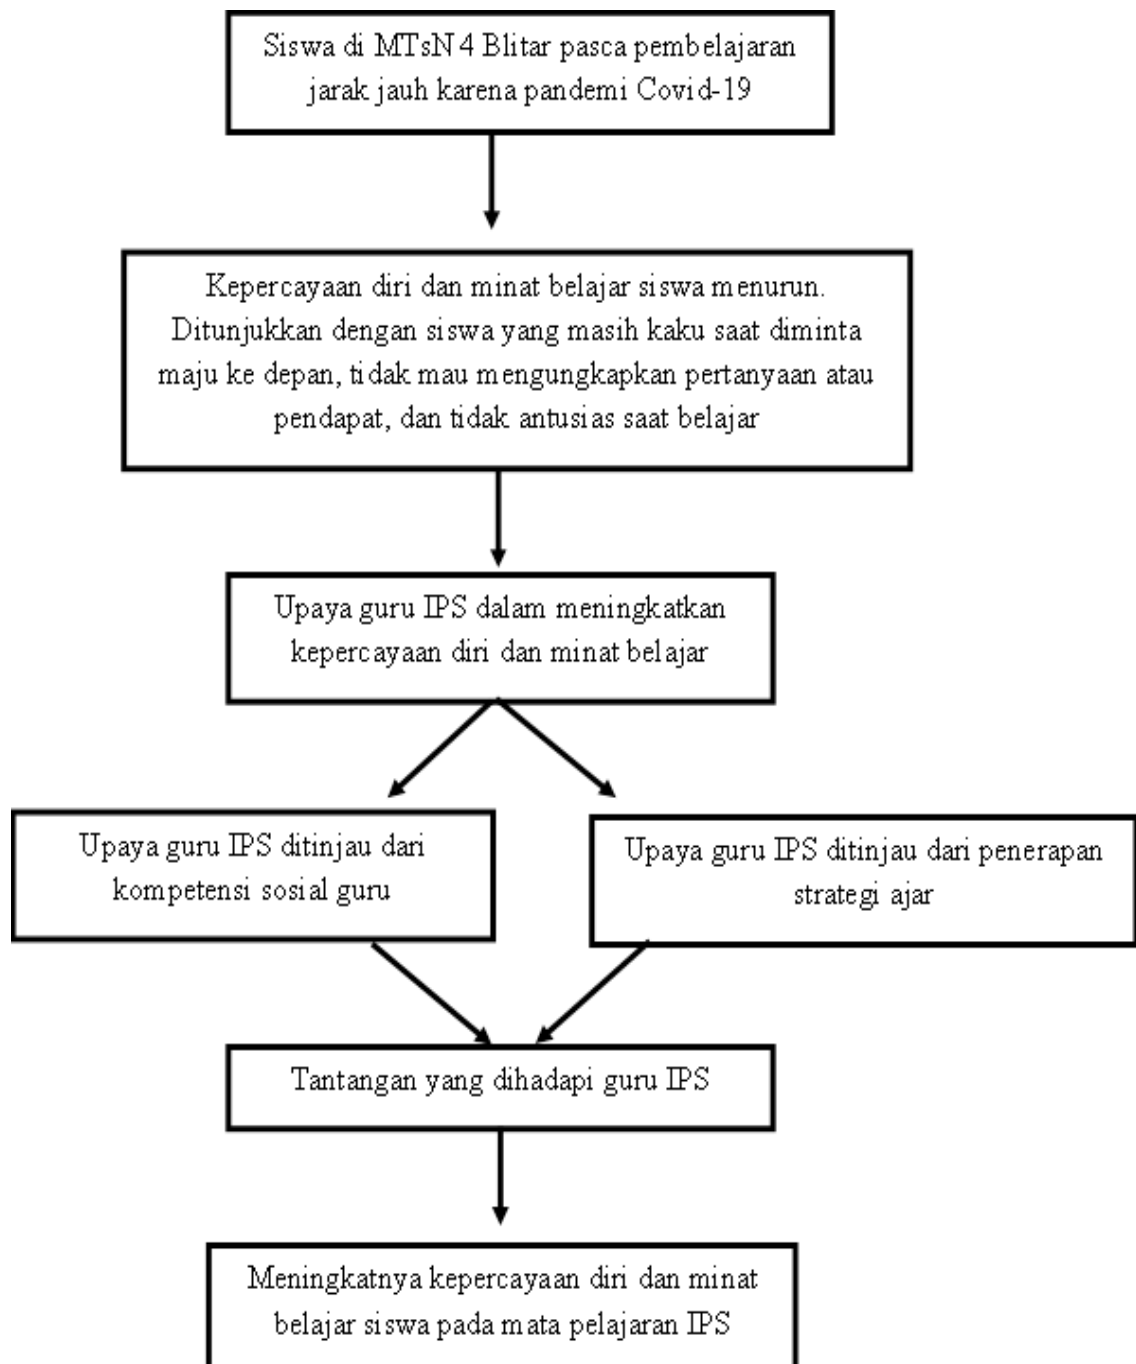 Siswa di MTsN 4 Blitar pasca pembelajaran
jarak jauh karena pandemi Covid-19
Kepercayaan diri dan minat belajar siswa menurun.
Ditunjukkan dengan siswa yang masih kaku saat diminta
maju ke depan, tidak mau mengungkapkan pertanyaan atau
pendapat, dan tidak antusias saat belajar
Upaya guru IPS dalam meningkatkan
kepercayaan diri dan minat belajar
Upaya guru IPS ditinjau dari
kompetensi sosial guru
Upaya guru IPS ditinjau dari penerapan
strategi ajar
Tantangan yang dihadapi guru IPS
Meningkatnya kepercayaan diri dan minat
belajar siswa pada mata pelajaran IPS